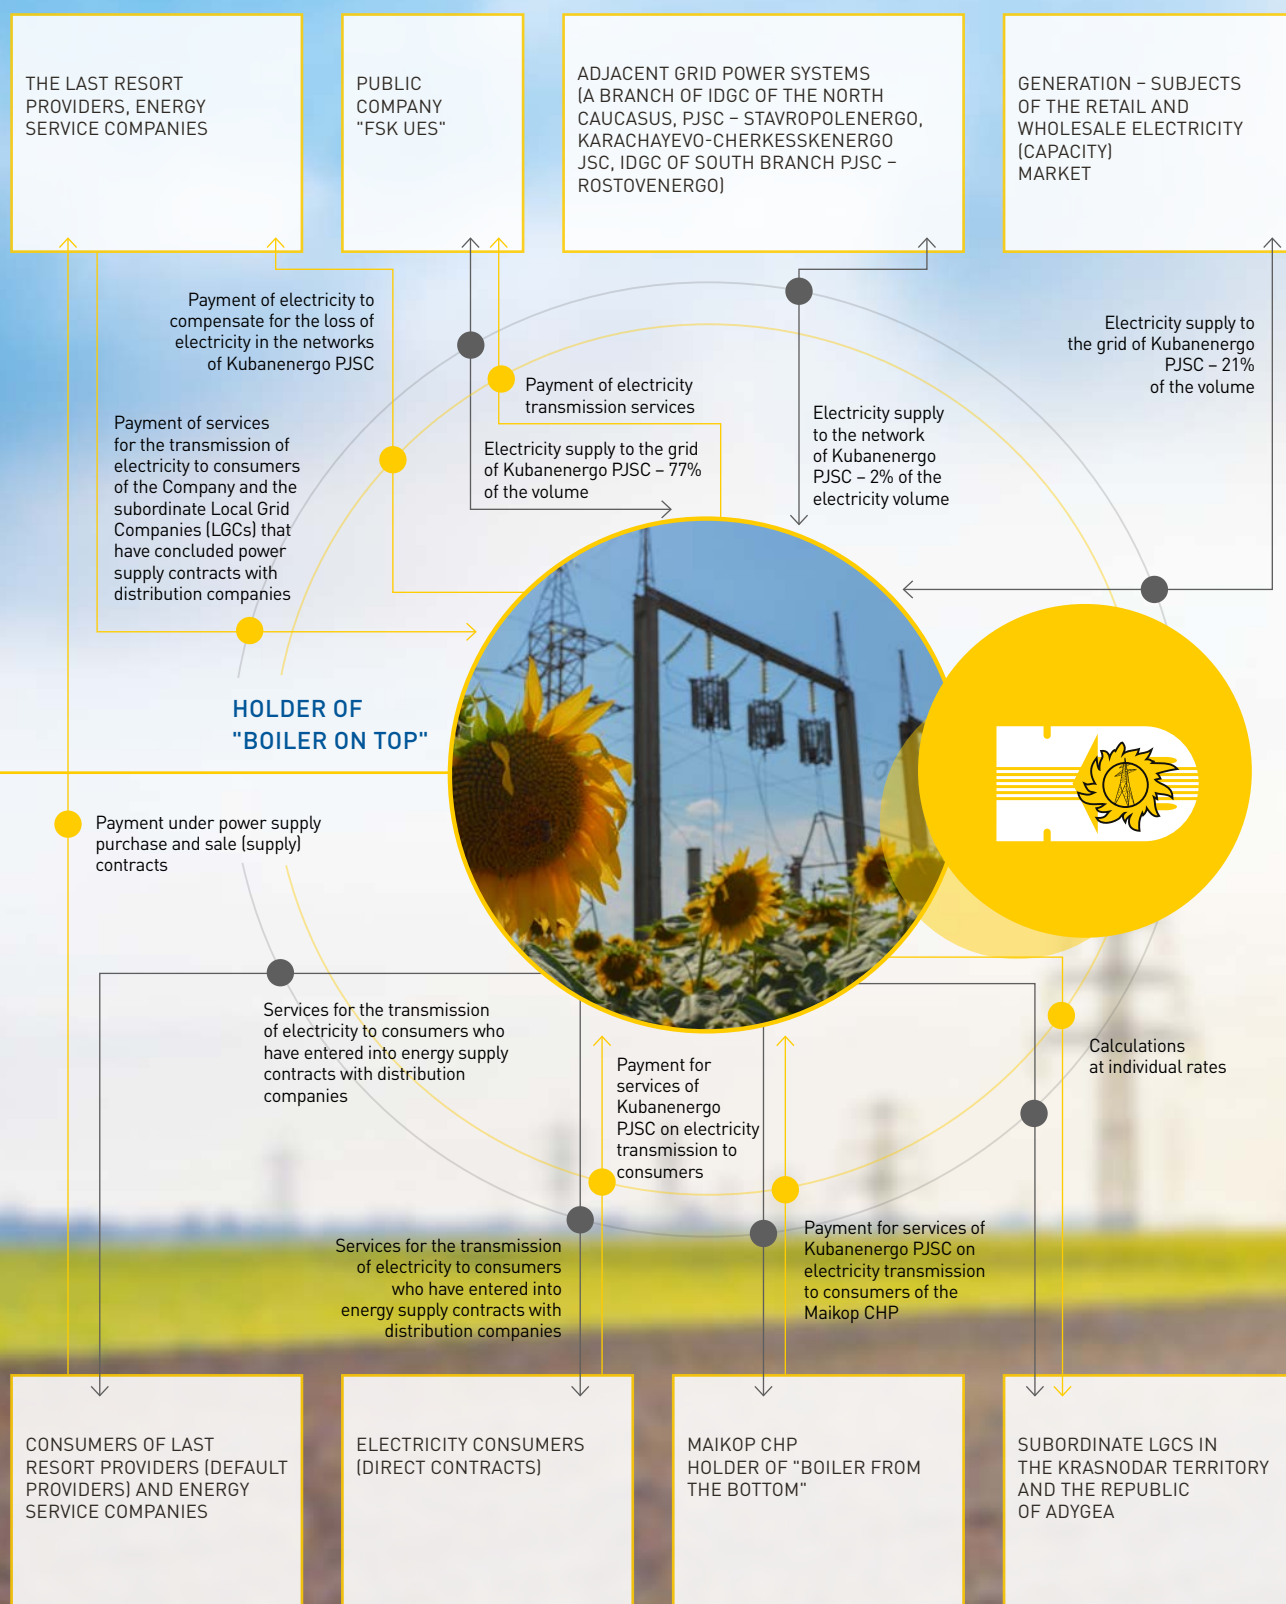 THE LAST RESORT
PROVIDERS, ENERGY
SERVICE COMPANIES
PUBLIC
COMPANY
"FSK UES"
ADJACENT GRID POWER SYSTEMS
(A BRANCH OF IDGC OF THE NORTH
CAUCASUS, PJSC – STAVROPOLENERGO,
KARACHAYEVO-CHERKESSKENERGO
JSC, IDGC OF SOUTH BRANCH PJSC –
ROSTOVENERGO)
GENERATION – SUBJECTS
OF THE RETAIL AND
WHOLESALE ELECTRICITY
(CAPACITY)
MARKET
Payment of electricity to
compensate for the loss of
electricity in the networks
of Kubanenergo PJSC
Electricity supply to
the grid of Kubanenergo
PJSC – 21%
of the volume
Payment of electricity
transmission services
Payment of services
for the transmission of
electricity to consumers
of the Company and the
subordinate Local Grid
Companies (LGCs) that
have concluded power
supply contracts with
distribution companies
Electricity supply to the grid
of Kubanenergo PJSC – 77%
of the volume
Electricity supply
to the network
of Kubanenergo
PJSC – 2% of the
electricity volume
HOLDER OF
"BOILER ON TOP"
Payment under power supply
purchase and sale (supply)
contracts
Services for the transmission
of electricity to consumers who
have entered into energy supply
contracts with distribution
companies
Payment for
services of
Kubanenergo
PJSC on electricity
transmission to
consumers
Calculations
at individual rates
Services for the transmission
of electricity to consumers
who have entered into
energy supply contracts with
distribution companies
Payment for services of
Kubanenergo PJSC on
electricity transmission
to consumers of the
Maikop CHP
CONSUMERS OF LAST
RESORT PROVIDERS (DEFAULT
PROVIDERS) AND ENERGY
SERVICE COMPANIES
ELECTRICITY CONSUMERS
(DIRECT CONTRACTS)
MAIKOP CHP
HOLDER OF "BOILER FROM
THE BOTTOM"
SUBORDINATE LGCS IN
THE KRASNODAR TERRITORY
AND THE REPUBLIC
OF ADYGEA